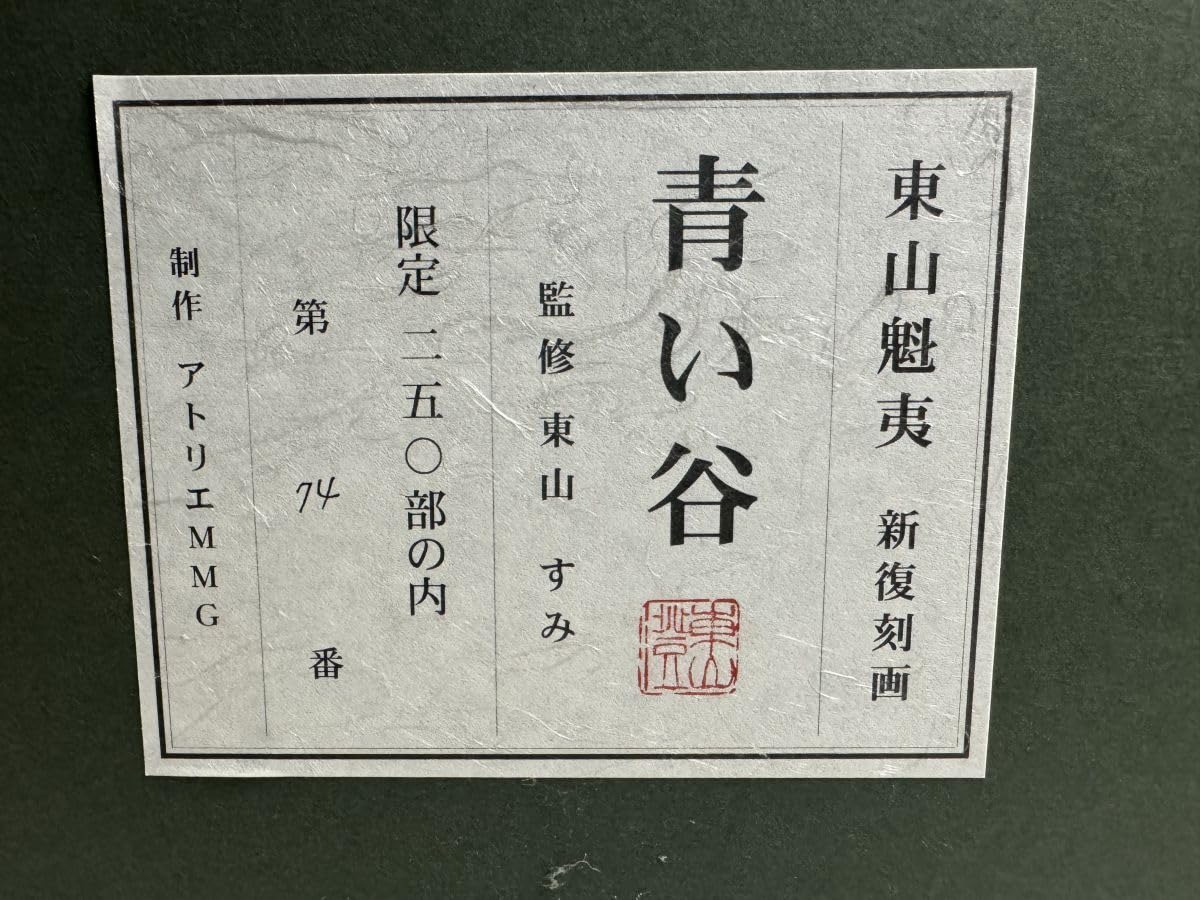 東山魁夷 新復刻画
青い谷
監修 東山 すみ
限定 二五〇部の内
第 74 番
制作 アトリエMMG